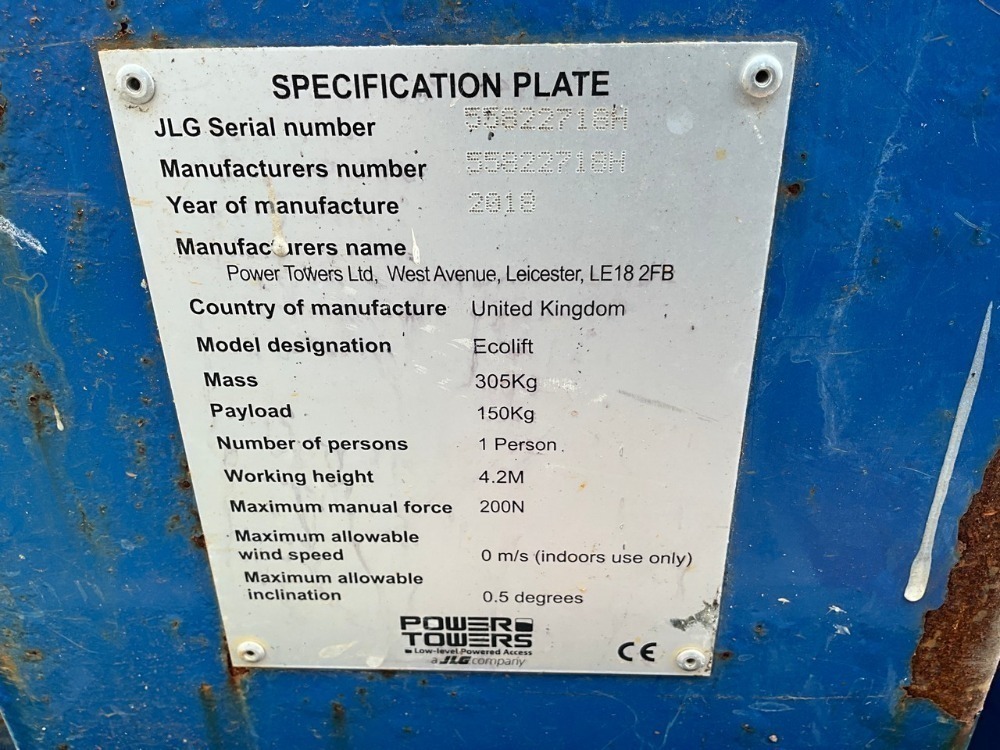 SPECIFICATION PLATE
JLG Serial number
Manufacturers number
Year of manufacture 2018
Manufacturers name
Power Towers Ltd, West Avenue, Leicester, LE18 2FB
Country of manufacture United Kingdom
Model designation Ecolift
Mass 305Kg
Payload 150Kg
Number of persons 1 Person
Working height 4.2M
Maximum manual force 200N
Maximum allowable
wind speed 0 m/s (indoors use only)
Maximum allowable
inclination 0.5 degrees
POWER
TOWERS
Low-level Powered Access
a JLG company
CE